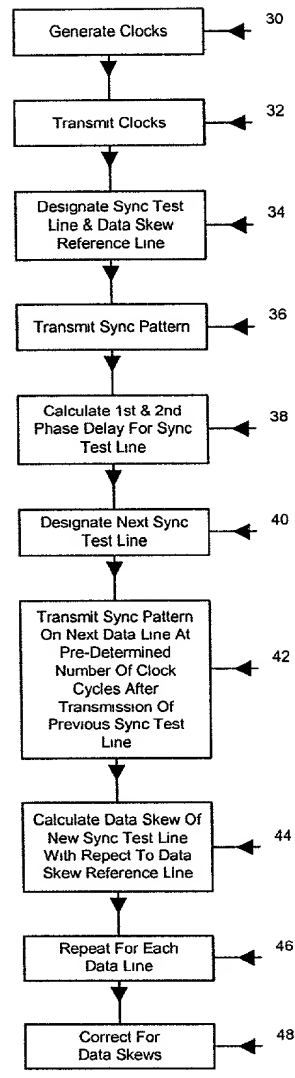 Generate Clocks
30
Transmit Clocks
32
Designate Sync Test
Line & Data Skew
Reference Line
34
Transmit Sync Pattern
36
Calculate 1st & 2nd
Phase Delay For Sync
Test Line
38
Designate Next Sync
Test Line
40
Transmit Sync Pattern
On Next Data Line At
Pre-Determined
Number Of Clock
Cycles After
Transmission Of
Previous Sync Test
Line
42
Calculate Data Skew Of
New Sync Test Line
With Repect To Data
Skew Reference Line
44
Repeat For Each
Data Line
46
Correct For
Data Skews
48